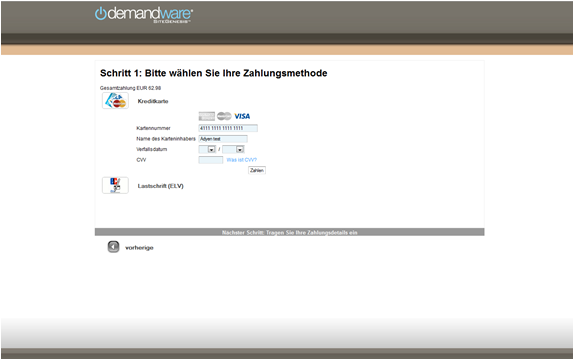 demandware
SITEGENESIS
Schritt 1: Bitte wählen Sie Ihre Zahlungsmethode
Gesamtzahlung EUR 52.98
Kreditkarte
VISA
Kartennummer 4111 1111 1111 1111
Name des Karteninhabers Adyen test
Verfallsdatum /
CVV Was ist CVV?
Zahlen
Lastschrift (ELV)
Nächster Schritt: Tragen Sie Ihre Zahlungsdetails ein
vorherige